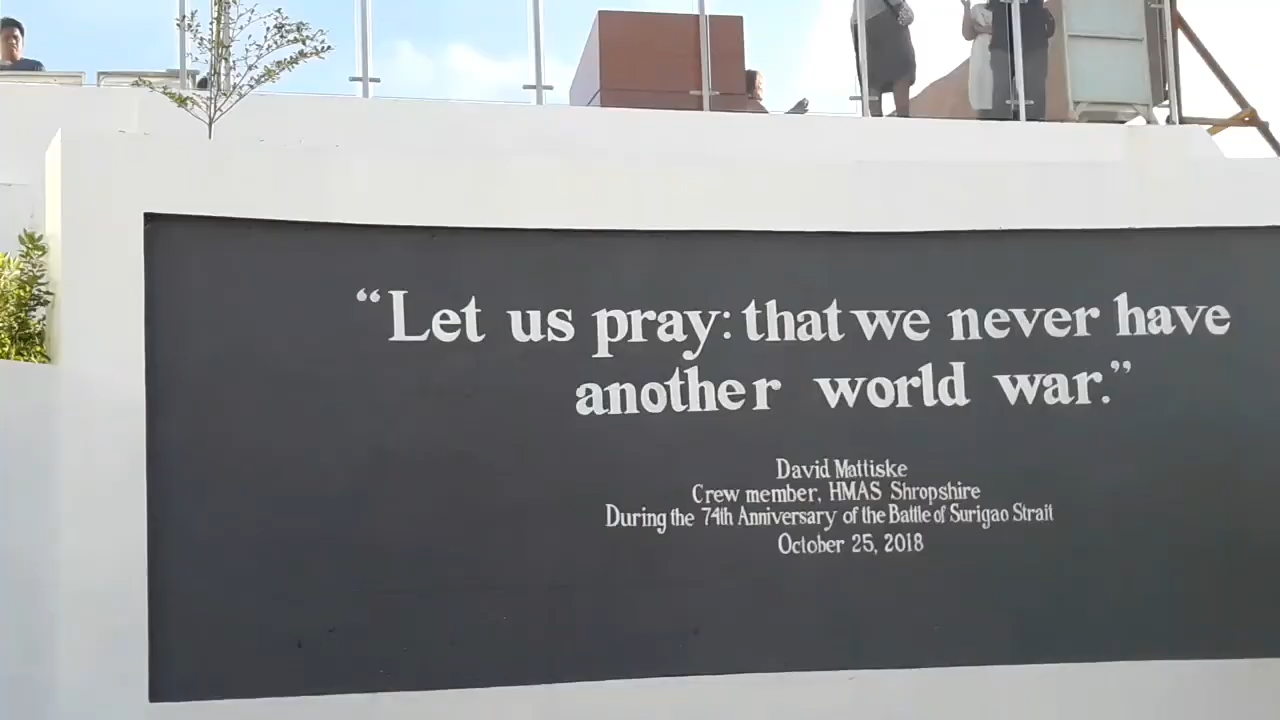 “Let us pray: that we never have
another world war.”
David Mattiske
Crew member, HMAS Shropshire
During the 74th Anniversary of the Battle of Surigao Strait
October 25, 2018